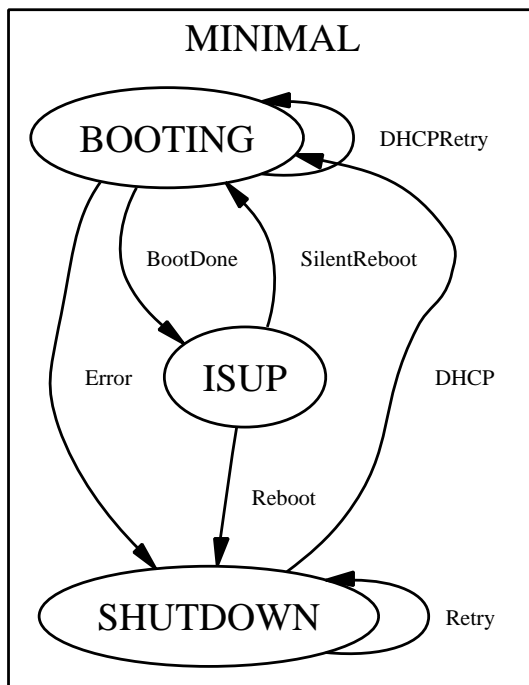 MINIMAL
BOOTING
DHCPRetry
BootDone
SilentReboot
Error
ISUP
DHCP
Reboot
SHUTDOWN
Retry